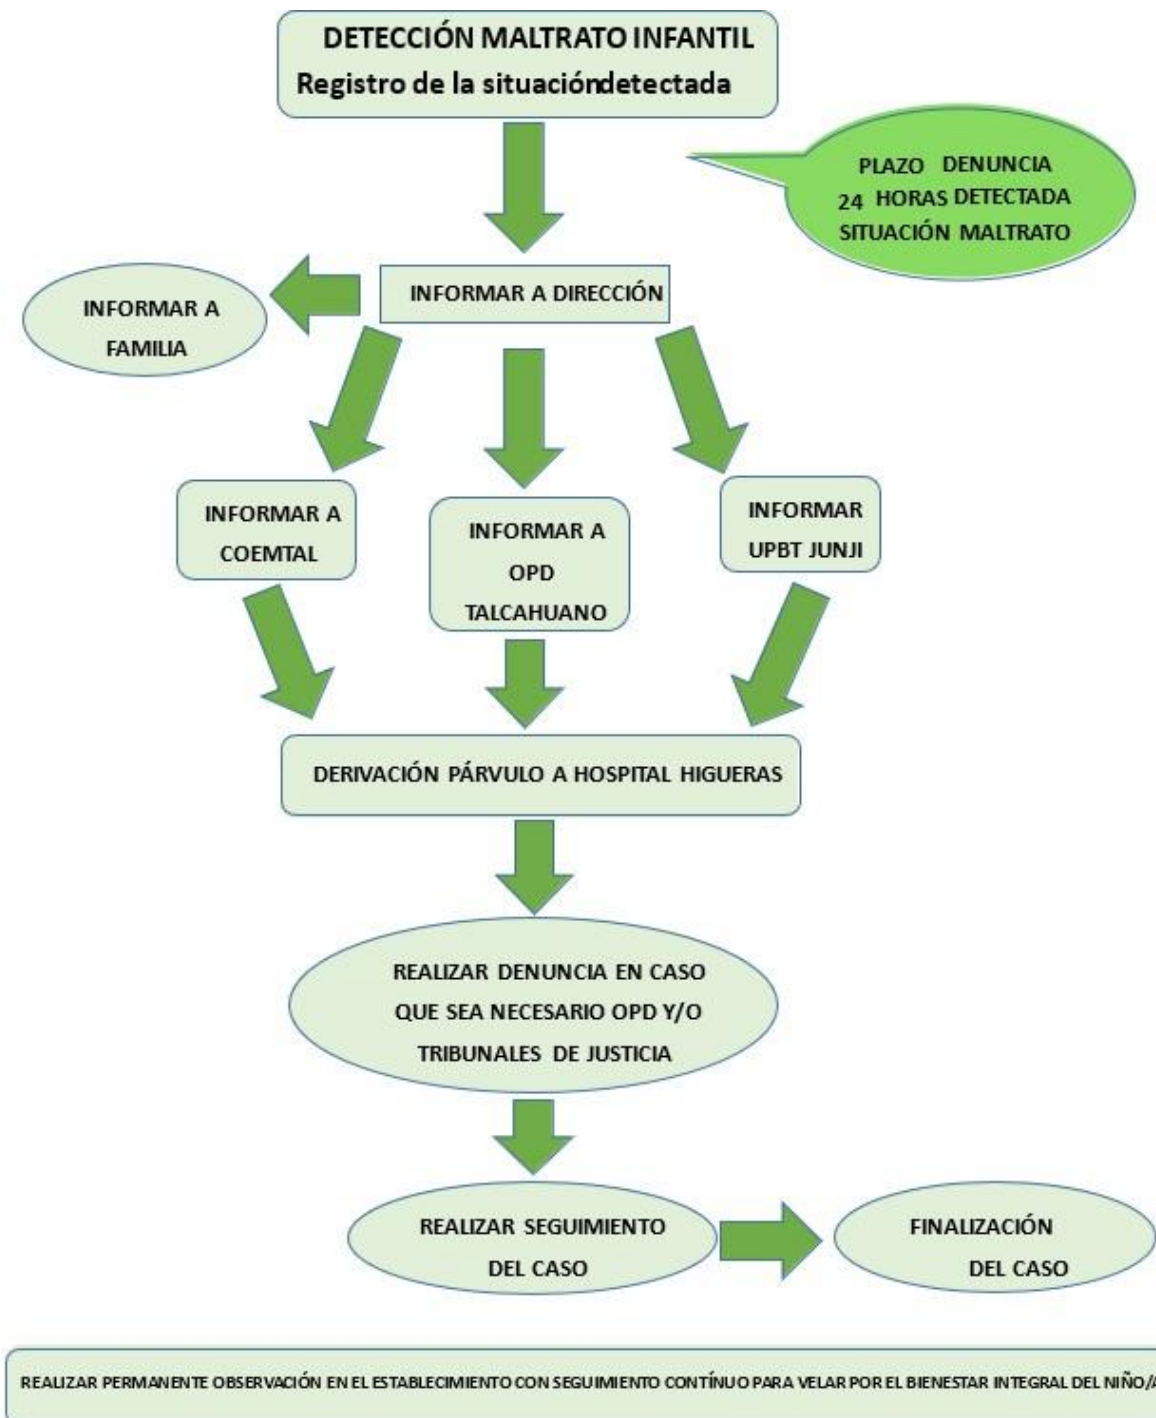 DETECCIÓN MALTRATO INFANTIL
Registro de la situacióndetectada
PLAZO DENUNCIA
24 HORAS DETECTADA
SITUACIÓN MALTRATO
INFORMAR A DIRECCIÓN
INFORMAR A
FAMILIA
INFORMAR A
COEMTAL
INFORMAR A
OPD
TALCAHUANO
INFORMAR
UPBT JUNJI
DERIVACIÓN PÁRVULO A HOSPITAL HIGUERAS
REALIZAR DENUNCIA EN CASO
QUE SEA NECESARIO OPD Y/O
TRIBUNALES DE JUSTICIA
REALIZAR SEGUIMIENTO
DEL CASO
FINALIZACIÓN
DEL CASO
REALIZAR PERMANENTE OBSERVACIÓN EN EL ESTABLECIMIENTO CON SEGUIMIENTO CONTÍNUO PARA VELAR POR EL BIENESTAR INTEGRAL DEL NIÑO/A